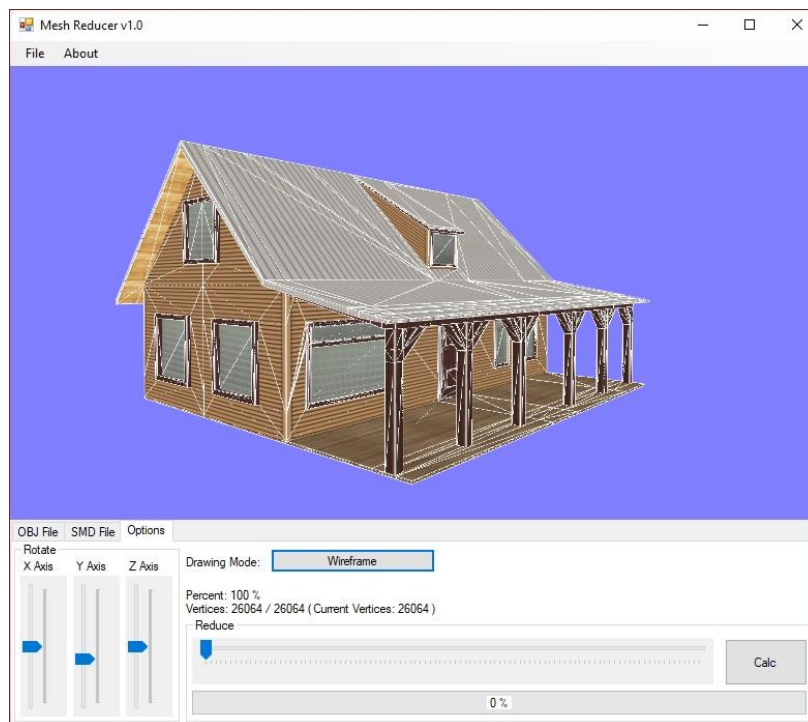 Mesh Reducer v1.0
File About
OBJ File SMD File Options
Rotate
X Axis Y Axis Z Axis
Drawing Mode: Wireframe
Percent: 100 %
Vertices: 26064 / 26064 ( Current Vertices: 26064 )
Reduce
Calc
0 %